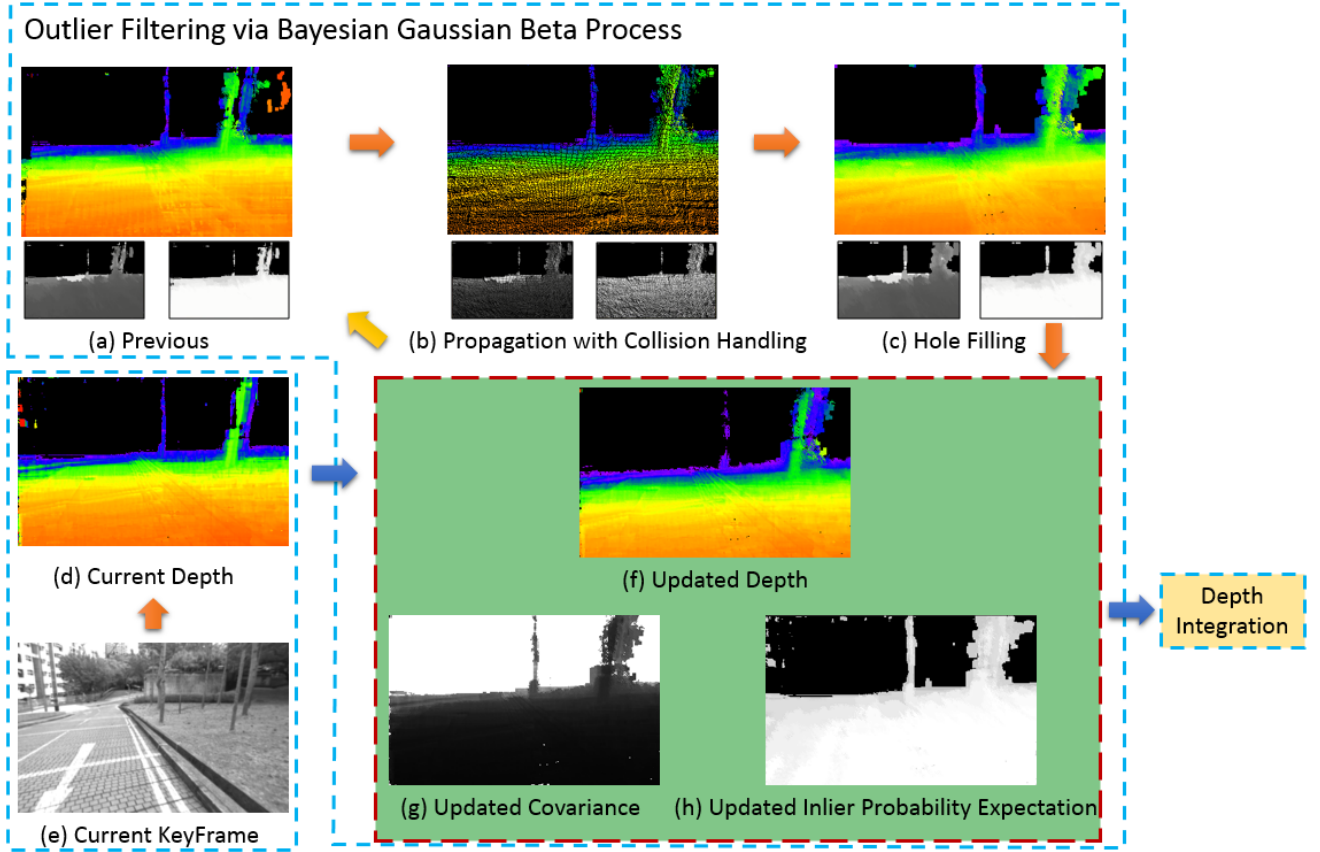 Outlier Filtering via Bayesian Gaussian Beta Process
(a) Previous
(b) Propagation with Collision Handling
(c) Hole Filling
(d) Current Depth
(f) Updated Depth
Depth
Integration
(g) Updated Covariance
(h) Updated Inlier Probability Expectation
(e) Current KeyFrame